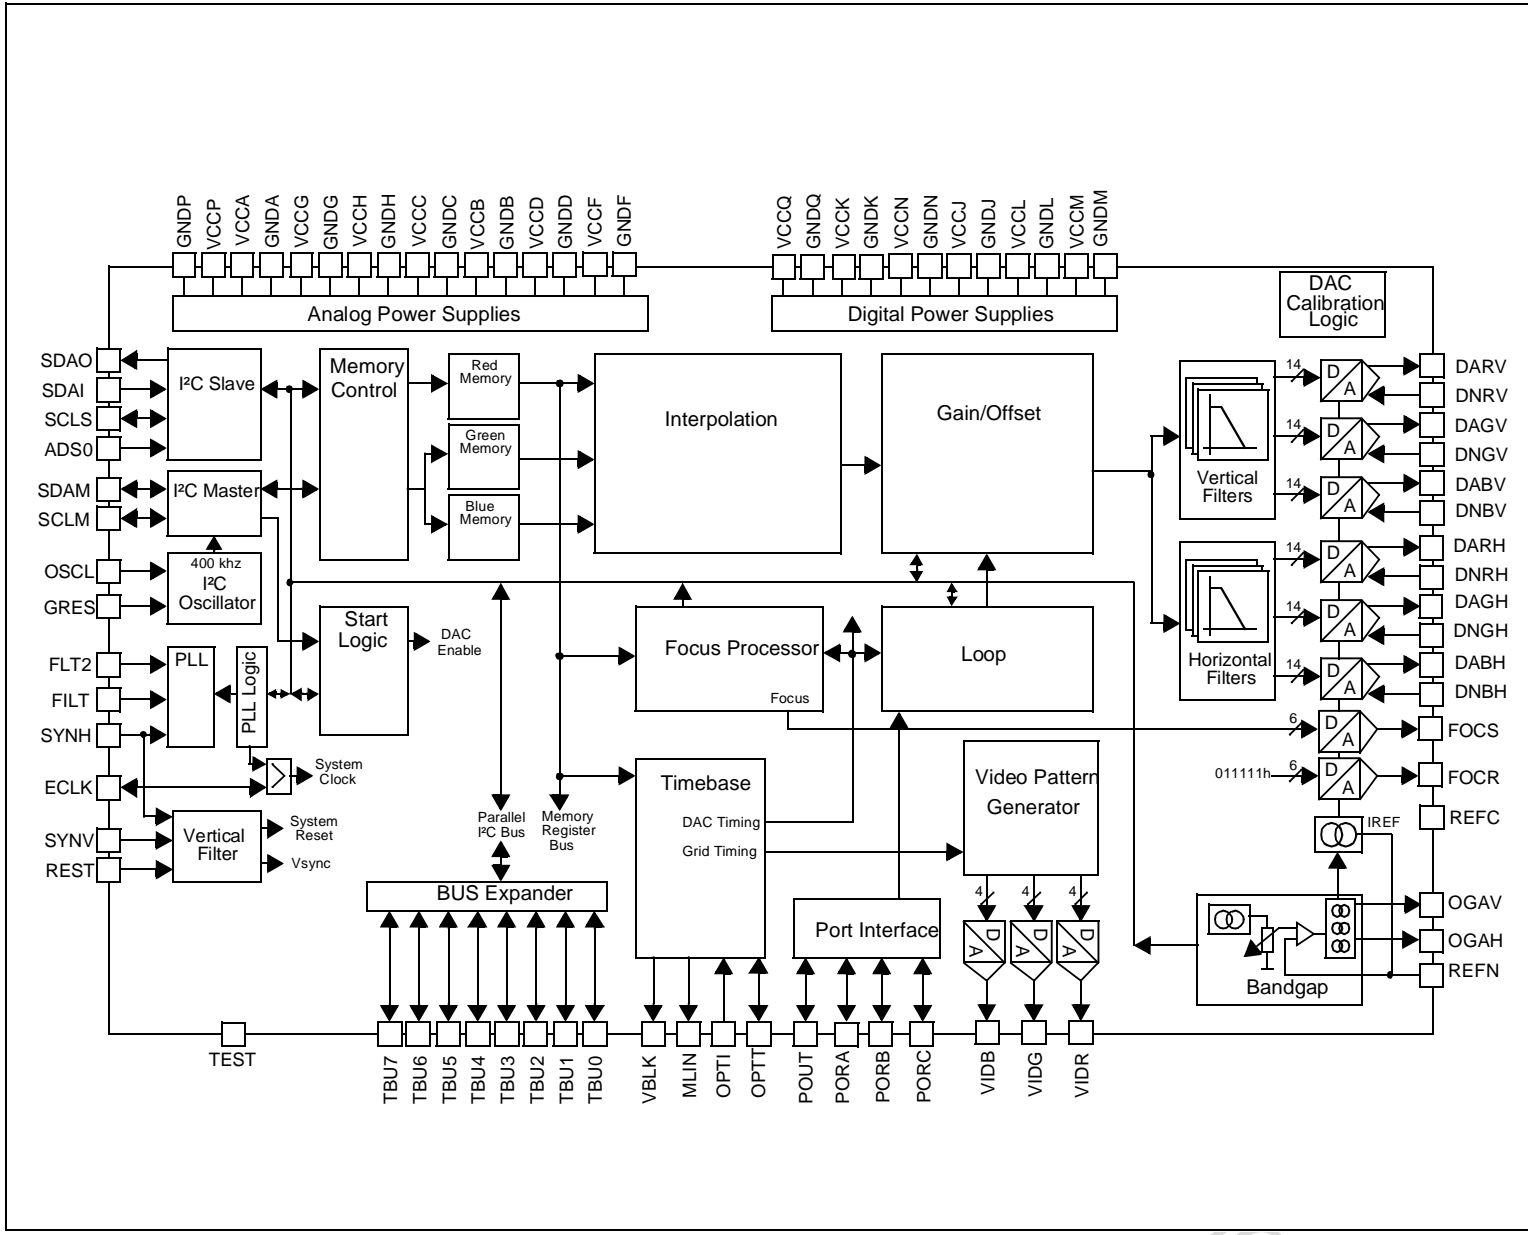 GNDP
VCCP
VCCA
GNDA
VCCG
GNDG
VCCH
GNDH
VCCC
GNDC
VCCB
GNDB
VCCD
GNDD
VCCF
GNDF
VCCQ
GNDQ
VCCK
GNDK
VCCN
GNDN
VCCJ
GNDJ
VCCL
GNDL
VCCM
GNDM
Analog Power Supplies
Digital Power Supplies
DAC
Calibration
Logic
SDAO
SDAI
SCLS
ADS0
SDAM
SCLM
OSCL
GRES
FLT2
FILT
SYNH
ECLK
SYNV
REST
I²C Slave
I²C Master
400 khz
I²C
Oscillator
PLL
PLL Logic
Vertical
Filter
System
Clock
System
Reset
Vsync
Memory
Control
Start
Logic
DAC
Enable
Red
Memory
Green
Memory
Blue
Memory
Interpolation
Gain/Offset
Focus Processor
Focus
Loop
Timebase
DAC Timing
Grid Timing
Parallel
I²C Bus
Memory
Register
Bus
BUS Expander
Port Interface
Video Pattern
Generator
4
4
4
D
A
D
A
D
A
Vertical
Filters
Horizontal
Filters
14
D
A
14
D
A
14
D
A
14
D
A
14
D
A
14
D
A
6
D
A
011111h
6
D
A
IREF
Bandgap
DARV
DNRV
DAGV
DNGV
DABV
DNBV
DARH
DNRH
DAGH
DNGH
DABH
DNBH
FOCS
FOCR
REFC
OGAV
OGAH
REFN
TEST
TBU7
TBU6
TBU5
TBU4
TBU3
TBU2
TBU1
TBU0
VBLK
MLIN
OPTI
OPTT
POUT
PORA
PORB
PORC
VIDB
VIDG
VIDR